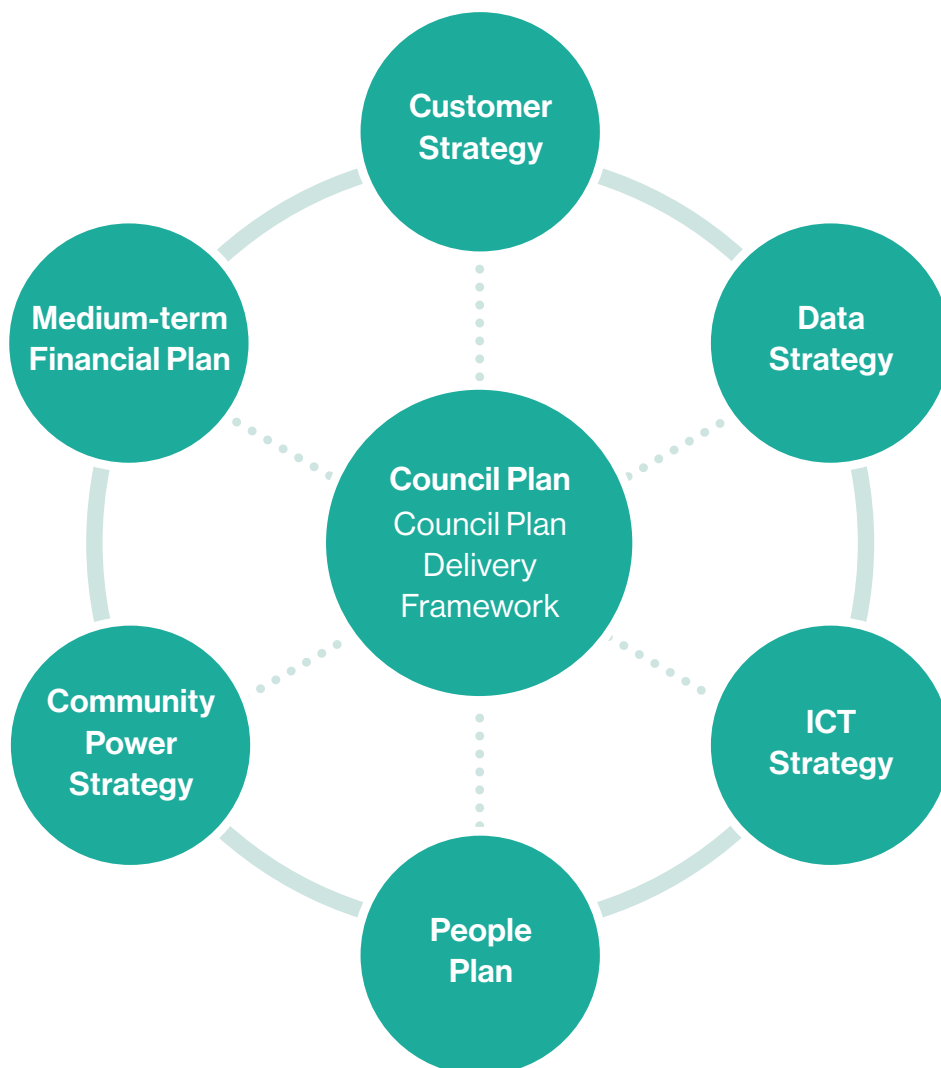 Customer
Strategy
Medium-term
Financial Plan
Data
Strategy
Council Plan
Council Plan
Delivery
Framework
Community
Power
Strategy
ICT
Strategy
People
Plan